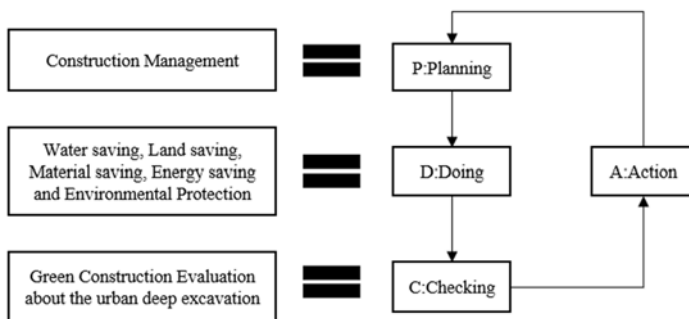 Construction Management
P:Planning
Water saving, Land saving,
Material saving, Energy saving
and Environmental Protection
D:Doing
A:Action
Green Construction Evaluation
about the urban deep excavation
C:Checking